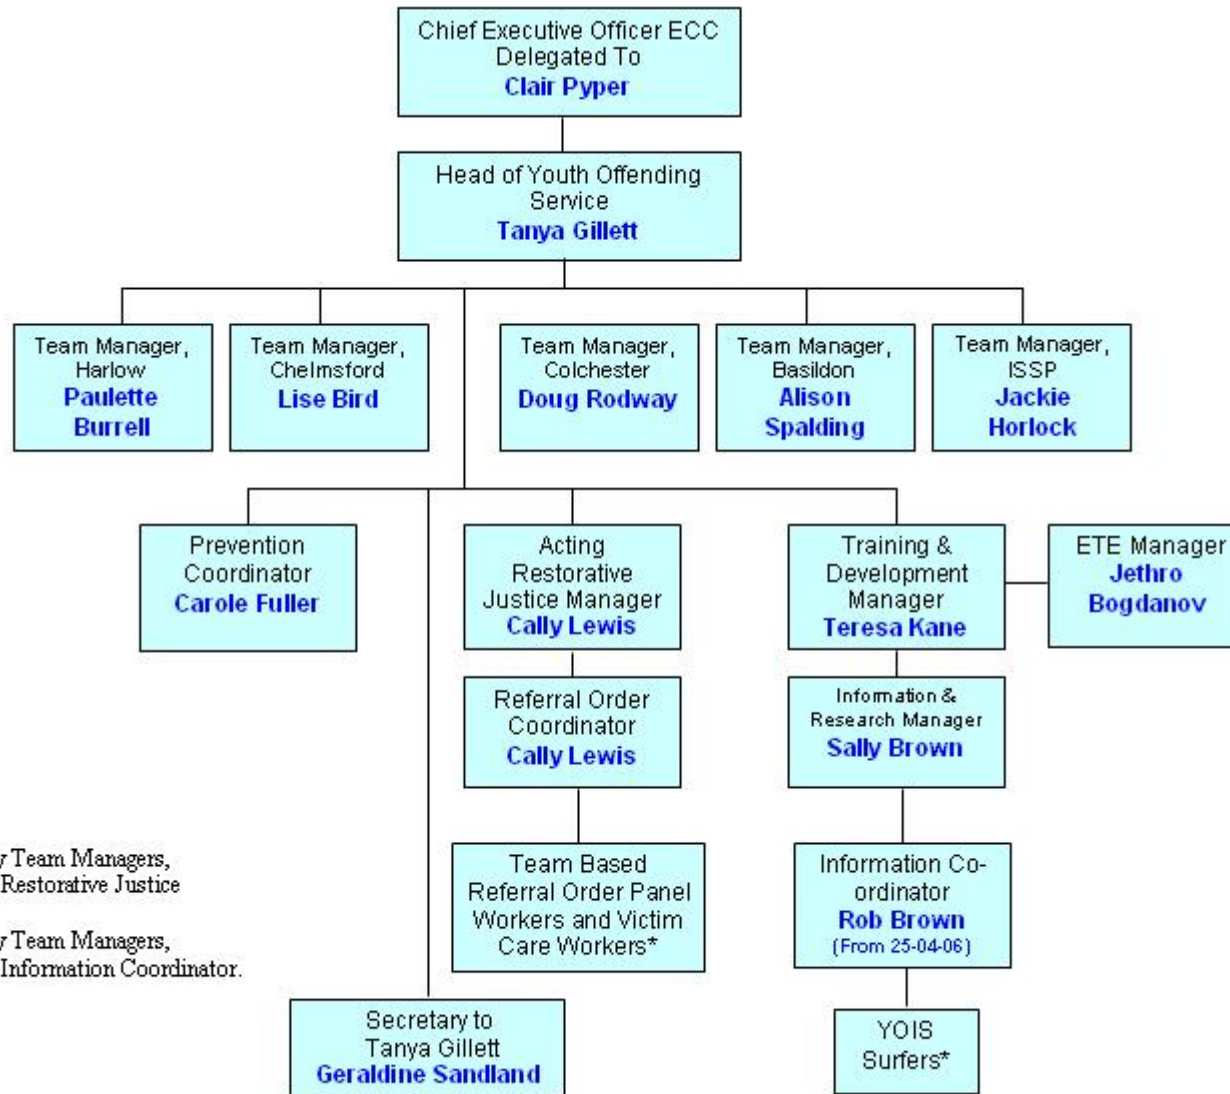 Chief Executive Officer ECC
Delegated To
Clair Pyper
Head of Youth Offending
Service
Tanya Gillett
Team Manager,
Harlow
Paulette
Burrell
Team Manager,
Chelmsford
Lise Bird
Team Manager,
Colchester
Doug Rodway
Team Manager,
Basildon
Alison
Spalding
Team Manager,
ISSP
Jackie
Horlock
Prevention
Coordinator
Carole Fuller
Acting
Restorative
Justice Manager
Cally Lewis
Training &
Development
Manager
Teresa Kane
ETE Manager
Jethro
Bogdanov
Referral Order
Coordinator
Cally Lewis
Information &
Research Manager
Sally Brown
Team Managers,
Restorative Justice
Team Managers,
Information Coordinator.
Team Based
Referral Order Panel
Workers and Victim
Care Workers*
Information Co-
ordinator
Rob Brown
(From 25-04-06)
Secretary to
Tanya Gillett
Geraldine Sandland
YOIS
Surfers*